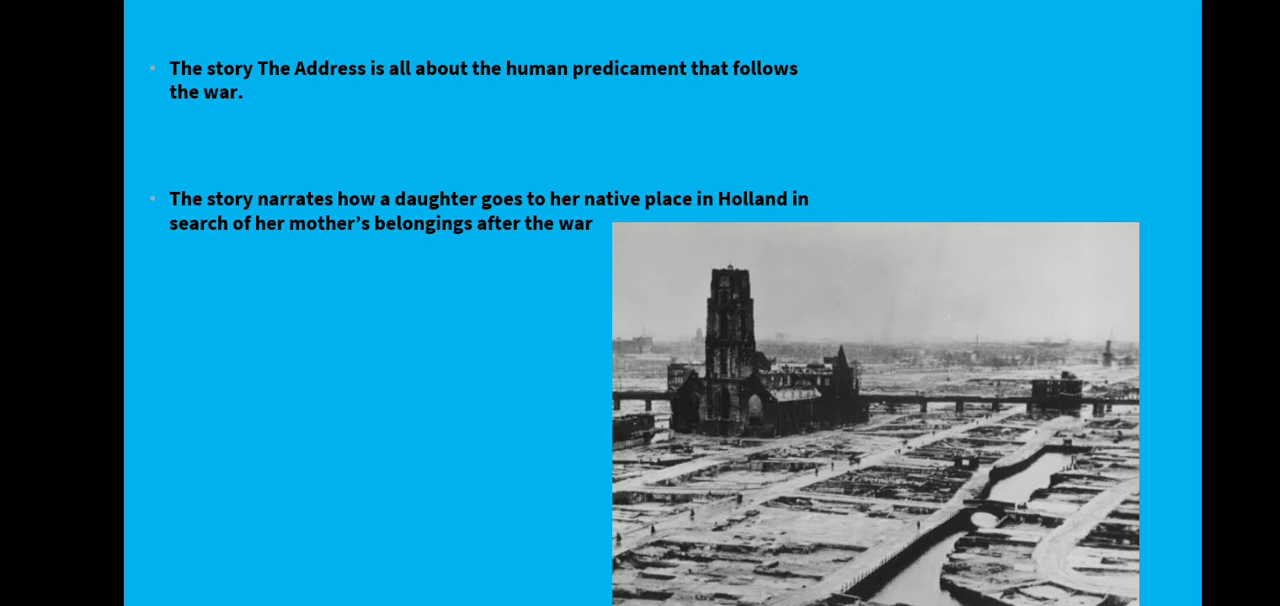 • The story The Address is all about the human predicament that follows
the war.
• The story narrates how a daughter goes to her native place in Holland in
search of her mother’s belongings after the war